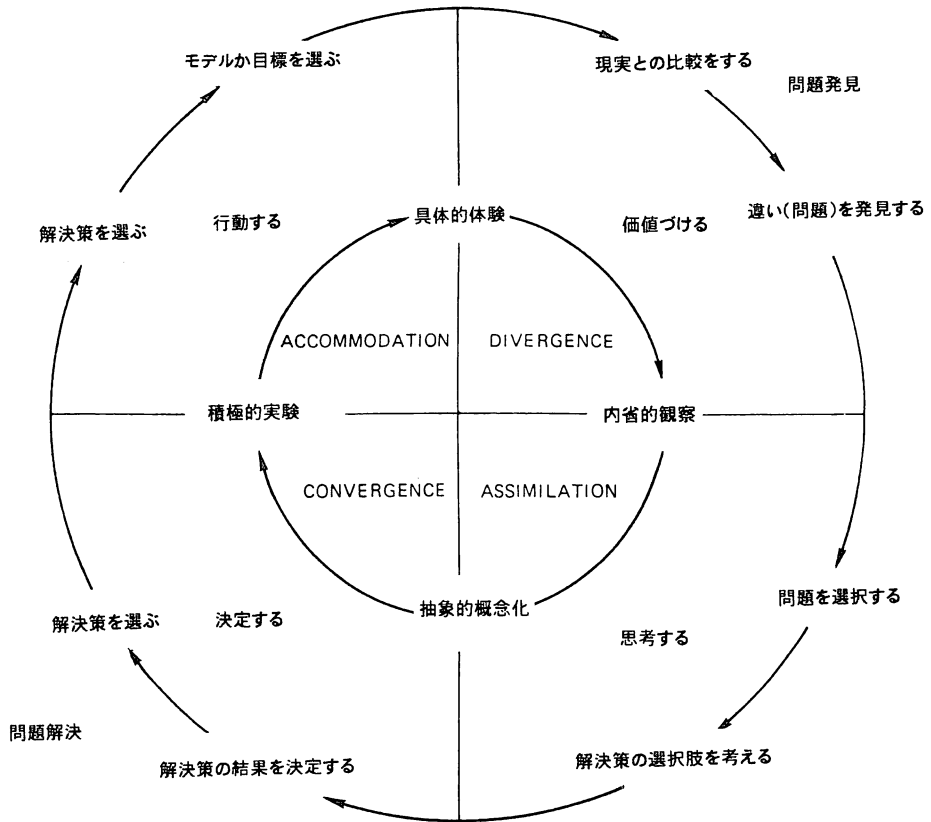 モデルか目標を選ぶ
現実との比較をする
問題発見
解決策を選ぶ
行動する
具体的体験
価値づける
違い(問題)を発見する
ACCOMMODATION
DIVERGENCE
積極的実験
内省的観察
CONVERGENCE
ASSIMILATION
解決策を選ぶ
決定する
抽象的概念化
思考する
問題を選択する
問題解決
解決策の結果を決定する
解決策の選択肢を考える